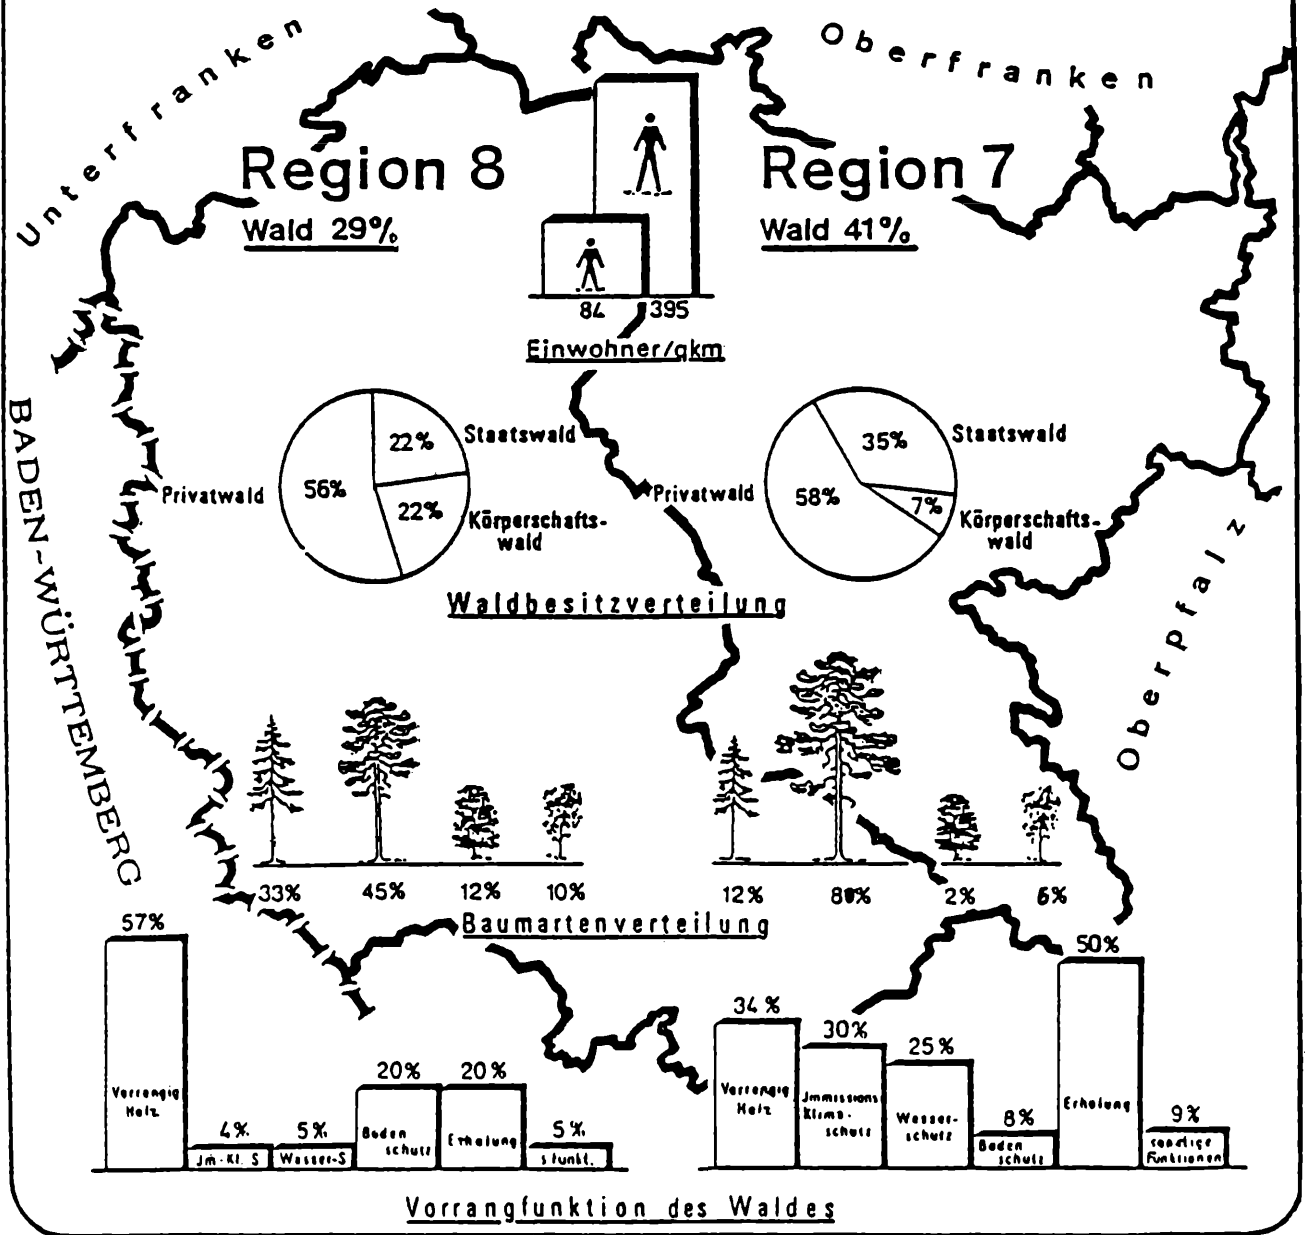 Unterfranken
Oberfranken
Region 8
Wald 29%
Region 7
Wald 41%
84 395
Einwohner/qkm
BADEN-WÜRTTEMBERG
Oberpfalz
Privatwald
56%
22%
22%
Staatswald
Körperschafts-
wald
Privatwald
58%
35%
7%
Staatswald
Körperschafts-
wald
Waldbesitzverteilung
33% 45% 12% 10%
12% 80% 2% 6%
Baumartenverteilung
57%
Vorrangig
Holz
4%
Jm.-Kl. S
5%
Wasser-S
20%
Boden
schutz
20%
Erholung
5%
s funkt.
34%
Vorrangig
Holz
30%
Jmmissions
Klima-
schutz
25%
Wasser-
schutz
8%
Boden
schutz
50%
Erholung
9%
sonstige
Funktionen
Vorrangfunktion des Waldes